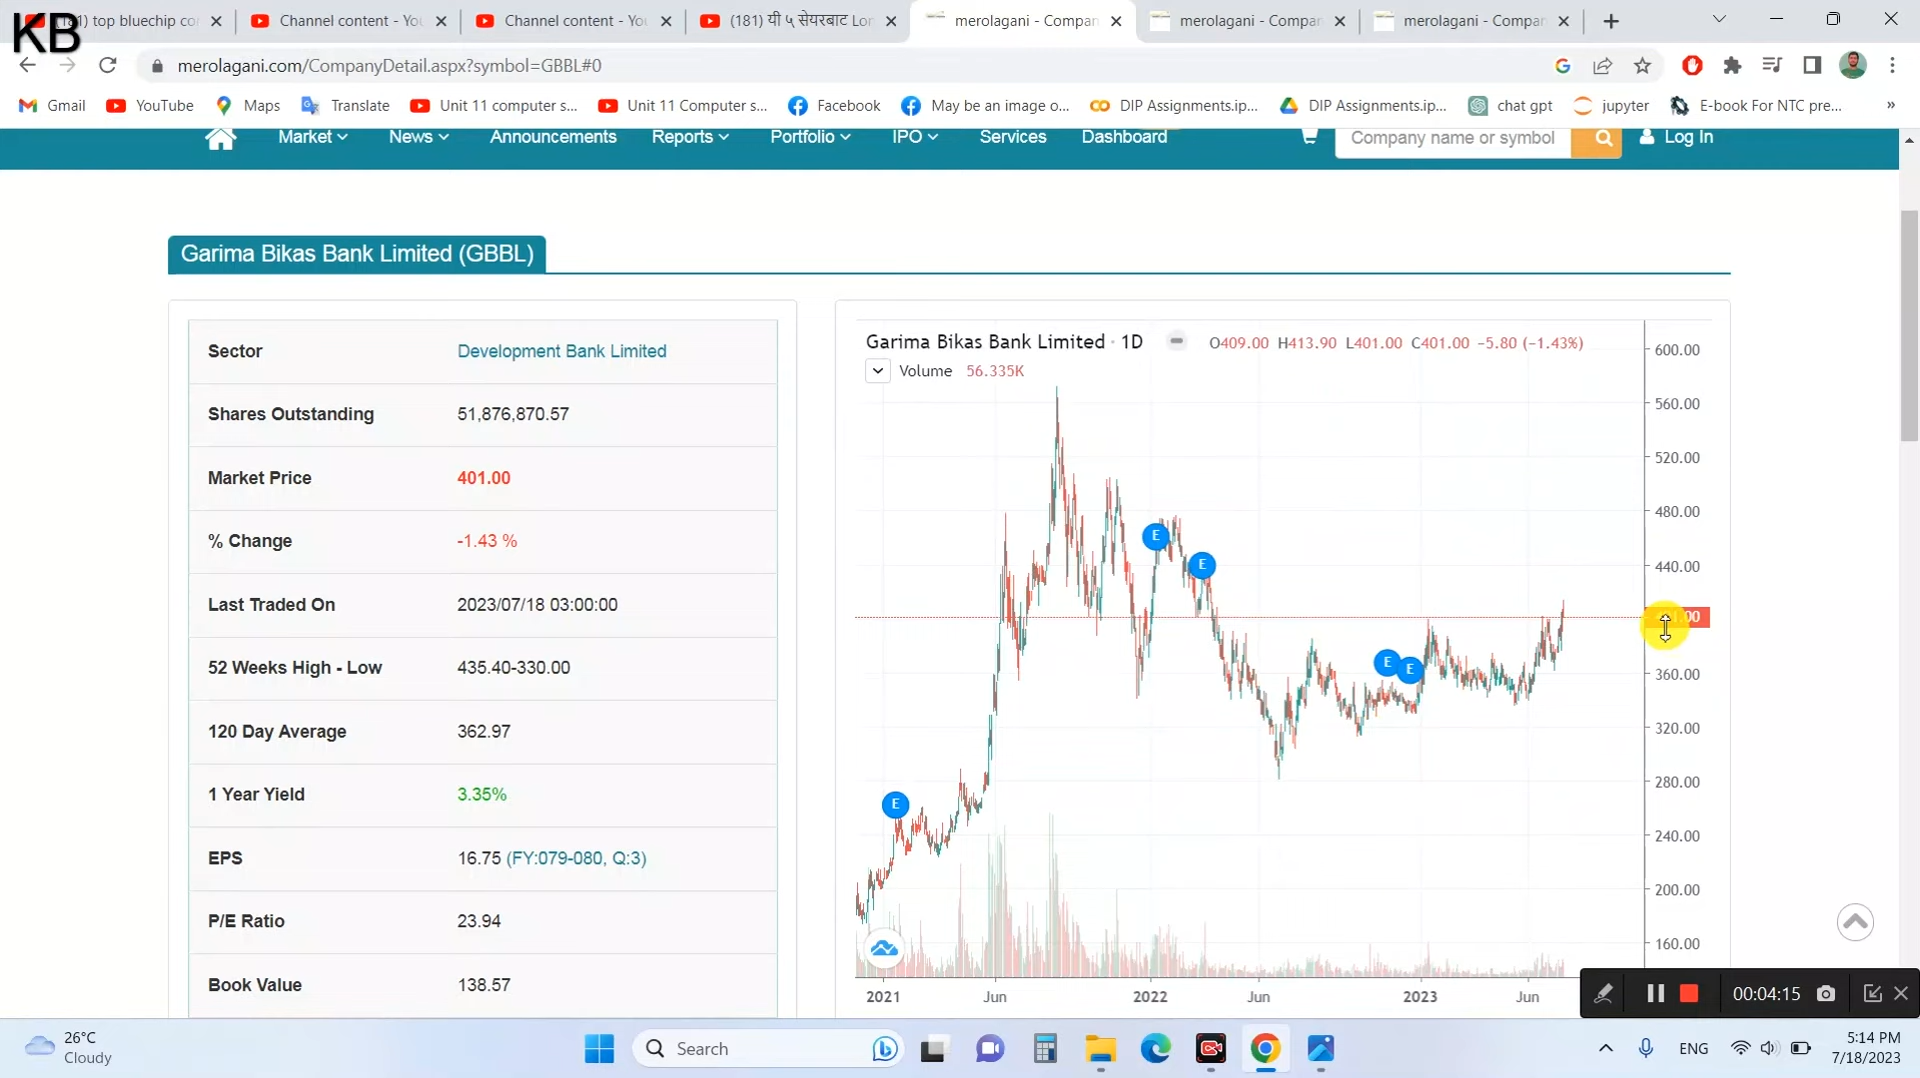 KB
181) top bluechip co
Channel content - You
Channel content - You
(181) यी ५ सेयरबाट Lon
merolagani - Compan
merolagani - Compan
merolagani - Compan
merolagani.com/CompanyDetail.aspx?symbol=GBBL#0
Gmail YouTube Maps Translate Unit 11 computer s... Unit 11 Computer s... Facebook May be an image o... DIP Assignments.ip... DIP Assignments.ip... chat gpt jupyter E-book For NTC pre... »
Market News Announcements Reports Portfolio IPO Services Dashboard Company name or symbol Log In
Garima Bikas Bank Limited (GBBL)
Sector Development Bank Limited
Shares Outstanding 51,876,870.57
Market Price 401.00
% Change -1.43 %
Last Traded On 2023/07/18 03:00:00
52 Weeks High - Low 435.40-330.00
120 Day Average 362.97
1 Year Yield 3.35%
EPS 16.75 (FY:079-080, Q:3)
P/E Ratio 23.94
Book Value 138.57
Garima Bikas Bank Limited · 1D O409.00 H413.90 L401.00 C401.00 −5.80 (−1.43%)
Volume 56.335K
600.00
560.00
520.00
480.00
E
440.00
E
E E
360.00
320.00
280.00
E
240.00
200.00
160.00
2021 Jun 2022 Jun 2023 Jun
00:04:15
26°C
Cloudy
Search
ENG
5:14 PM
7/18/2023